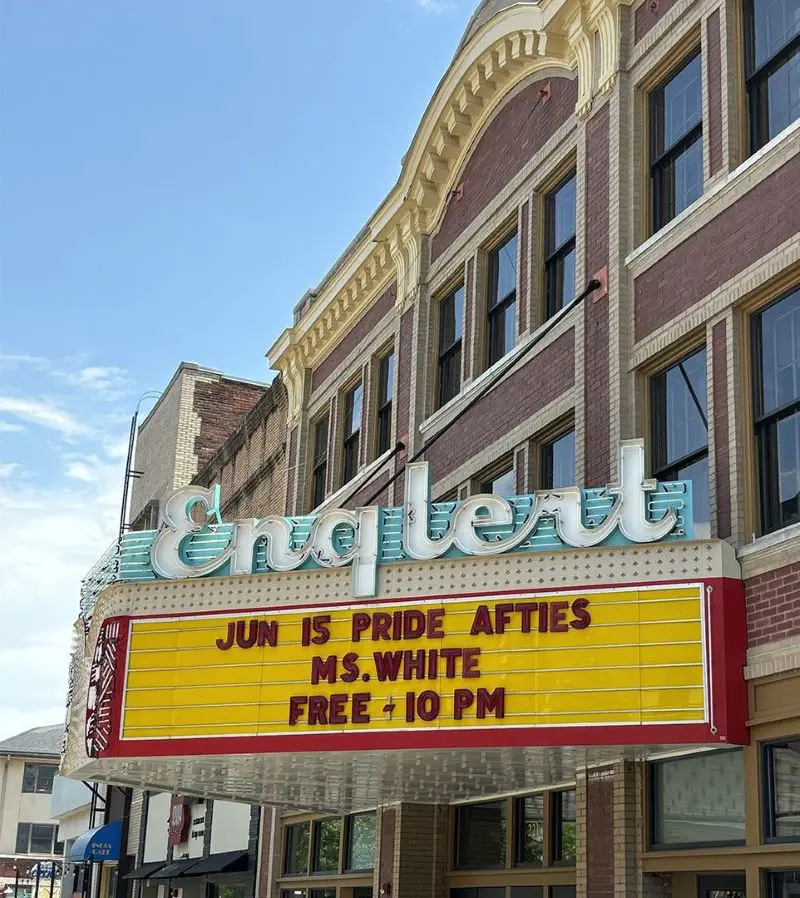 Englert
JUN 15 PRIDE AFTIES
MS. WHITE
FREE - 10 PM
INDIA
CAFE